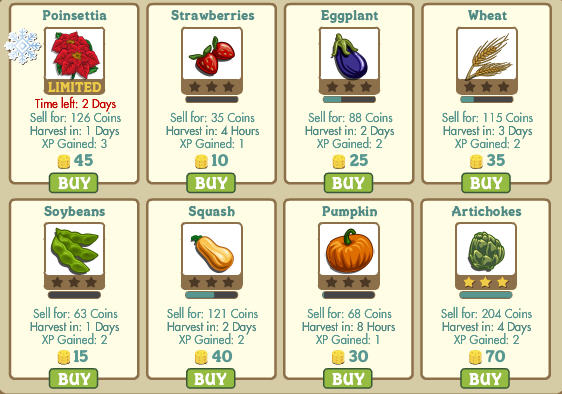 Poinsettia
LIMITED
Time left: 2 Days
Sell for: 126 Coins
Harvest in: 1 Days
XP Gained: 3
45
BUY
Strawberries
Sell for: 35 Coins
Harvest in: 4 Hours
XP Gained: 1
10
BUY
Eggplant
Sell for: 88 Coins
Harvest in: 2 Days
XP Gained: 2
25
BUY
Wheat
Sell for: 115 Coins
Harvest in: 3 Days
XP Gained: 2
35
BUY
Soybeans
Sell for: 63 Coins
Harvest in: 1 Days
XP Gained: 2
15
BUY
Squash
Sell for: 121 Coins
Harvest in: 2 Days
XP Gained: 2
40
BUY
Pumpkin
Sell for: 68 Coins
Harvest in: 8 Hours
XP Gained: 1
30
BUY
Artichokes
Sell for: 204 Coins
Harvest in: 4 Days
XP Gained: 2
70
BUY